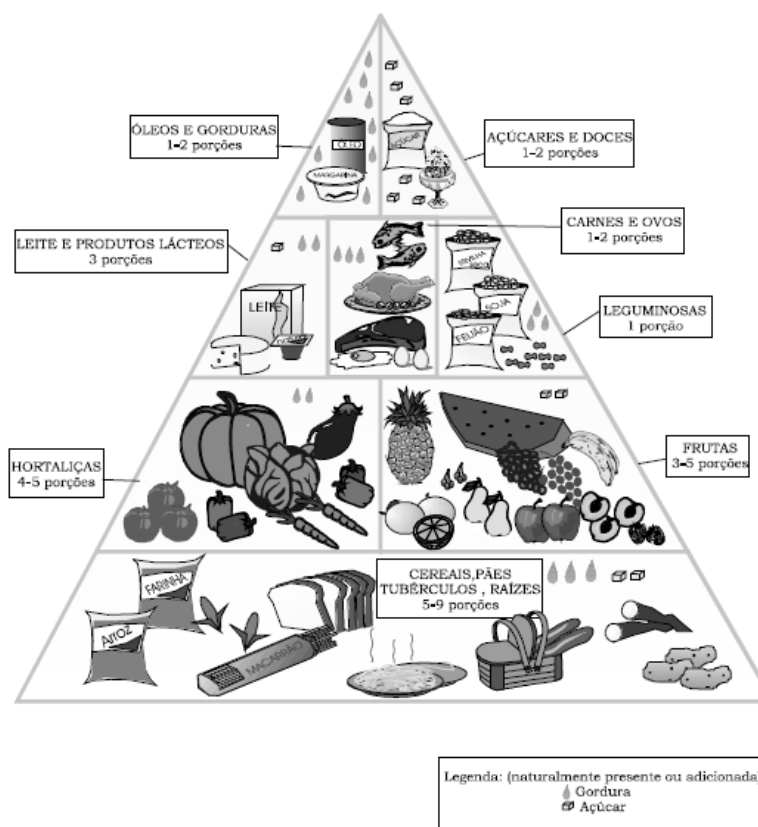 ÓLEOS E GORDURAS
1-2 porções
AÇÚCARES E DOCES
1-2 porções
ÓLEO
AÇÚCAR
MARGARINA
LEITE E PRODUTOS LÁCTEOS
3 porções
CARNES E OVOS
1-2 porções
LEITE
ERVILHA
SOJA
FEIJÃO
LEGUMINOSAS
1 porção
HORTALIÇAS
4-5 porções
FRUTAS
3-5 porções
CEREAIS,PÃES
TUBÉRCULOS , RAÍZES
5-9 porções
FARINHA
ARROZ
MACARRÃO
Legenda: (naturalmente presente ou adicionada)
Gordura
Açúcar